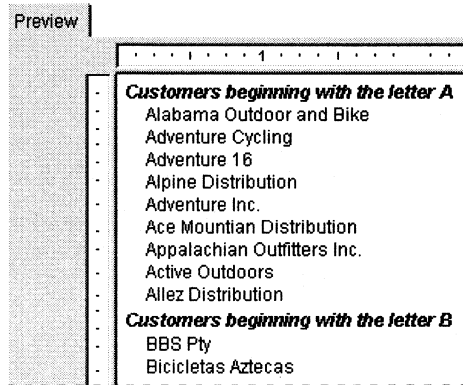 Preview
1
Customers beginning with the letter A
Alabama Outdoor and Bike
Adventure Cycling
Adventure 16
Alpine Distribution
Adventure Inc.
Ace Mountian Distribution
Appalachian Outfitters Inc.
Active Outdoors
Allez Distribution
Customers beginning with the letter B
BBS Pty
Bicicletas Aztecas